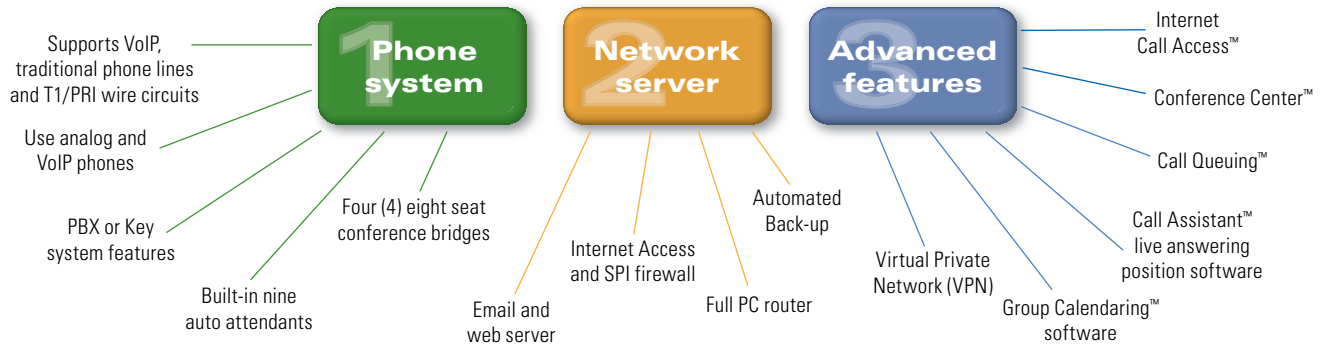 1
Phone
system
Supports VoIP,
traditional phone lines
and T1/PRI wire circuits
Use analog and
VoIP phones
PBX or Key
system features
Built-in nine
auto attendants
Four (4) eight seat
conference bridges
2
Network
server
Email and
web server
Internet Access
and SPI firewall
Full PC router
Automated
Back-up
3
Advanced
features
Internet
Call Access™
Conference Center™
Call Queuing™
Call Assistant™
live answering
position software
Group Calendaring™
software
Virtual Private
Network (VPN)